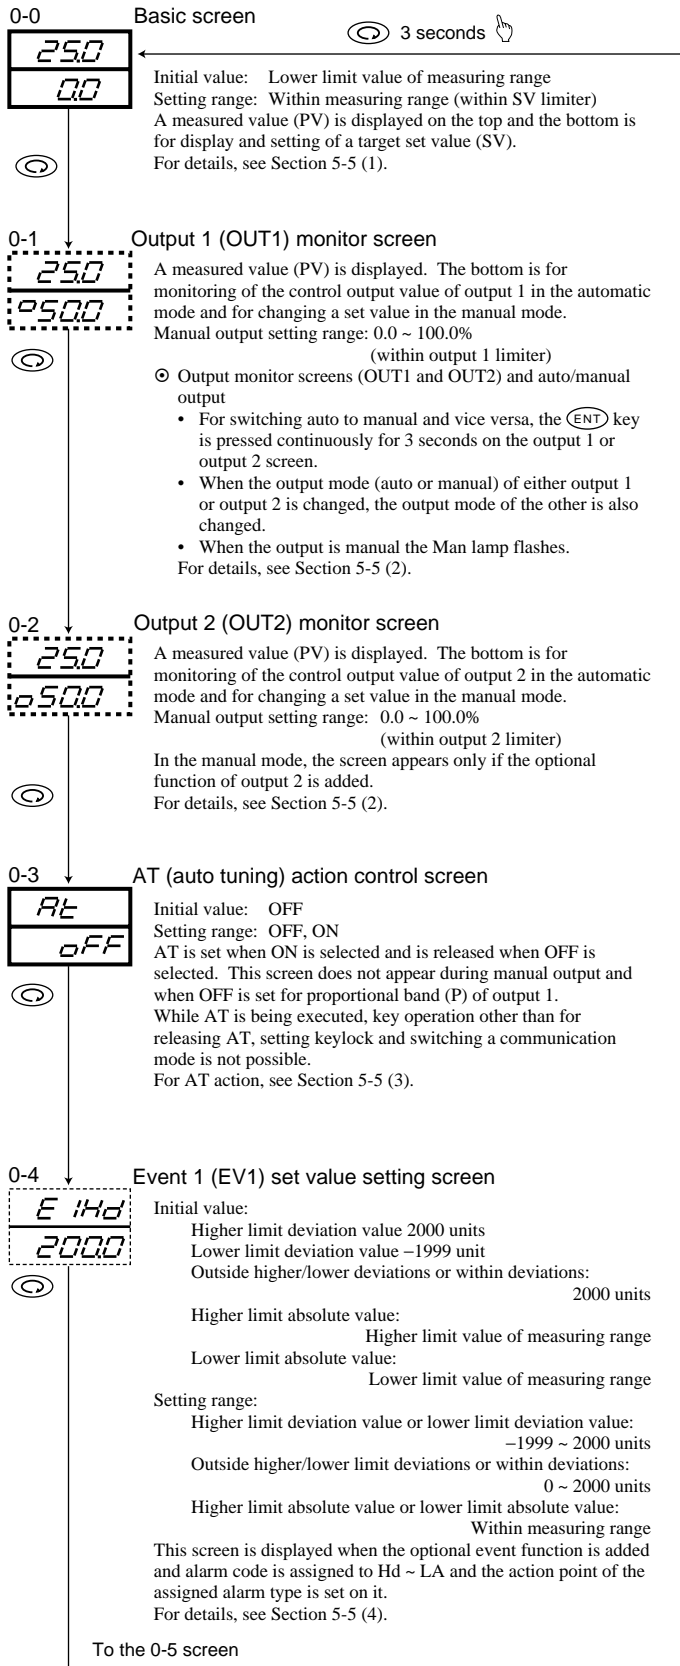 0-0
Basic screen
3 seconds
25.0
0.0
Initial value: Lower limit value of measuring range
Setting range: Within measuring range (within SV limiter)
A measured value (PV) is displayed on the top and the bottom is
for display and setting of a target set value (SV).
For details, see Section 5-5 (1).
0-1
Output 1 (OUT1) monitor screen
25.0
o50.0
A measured value (PV) is displayed. The bottom is for
monitoring of the control output value of output 1 in the automatic
mode and for changing a set value in the manual mode.
Manual output setting range: 0.0 ~ 100.0%
(within output 1 limiter)
Output monitor screens (OUT1 and OUT2) and auto/manual
output
• For switching auto to manual and vice versa, the ENT key
is pressed continuously for 3 seconds on the output 1 or
output 2 screen.
• When the output mode (auto or manual) of either output 1
or output 2 is changed, the output mode of the other is also
changed.
• When the output is manual the Man lamp flashes.
For details, see Section 5-5 (2).
0-2
Output 2 (OUT2) monitor screen
25.0
o50.0
A measured value (PV) is displayed. The bottom is for
monitoring of the control output value of output 2 in the automatic
mode and for changing a set value in the manual mode.
Manual output setting range: 0.0 ~ 100.0%
(within output 2 limiter)
In the manual mode, the screen appears only if the optional
function of output 2 is added.
For details, see Section 5-5 (2).
0-3
AT (auto tuning) action control screen
At
oFF
Initial value: OFF
Setting range: OFF, ON
AT is set when ON is selected and is released when OFF is
selected. This screen does not appear during manual output and
when OFF is set for proportional band (P) of output 1.
While AT is being executed, key operation other than for
releasing AT, setting keylock and switching a communication
mode is not possible.
For AT action, see Section 5-5 (3).
0-4
Event 1 (EV1) set value setting screen
E1Hd
200.0
Initial value:
Higher limit deviation value 2000 units
Lower limit deviation value −1999 unit
Outside higher/lower deviations or within deviations:
2000 units
Higher limit absolute value:
Higher limit value of measuring range
Lower limit absolute value:
Lower limit value of measuring range
Setting range:
Higher limit deviation value or lower limit deviation value:
−1999 ~ 2000 units
Outside higher/lower limit deviations or within deviations:
0 ~ 2000 units
Higher limit absolute value or lower limit absolute value:
Within measuring range
This screen is displayed when the optional event function is added
and alarm code is assigned to Hd ~ LA and the action point of the
assigned alarm type is set on it.
For details, see Section 5-5 (4).
To the 0-5 screen